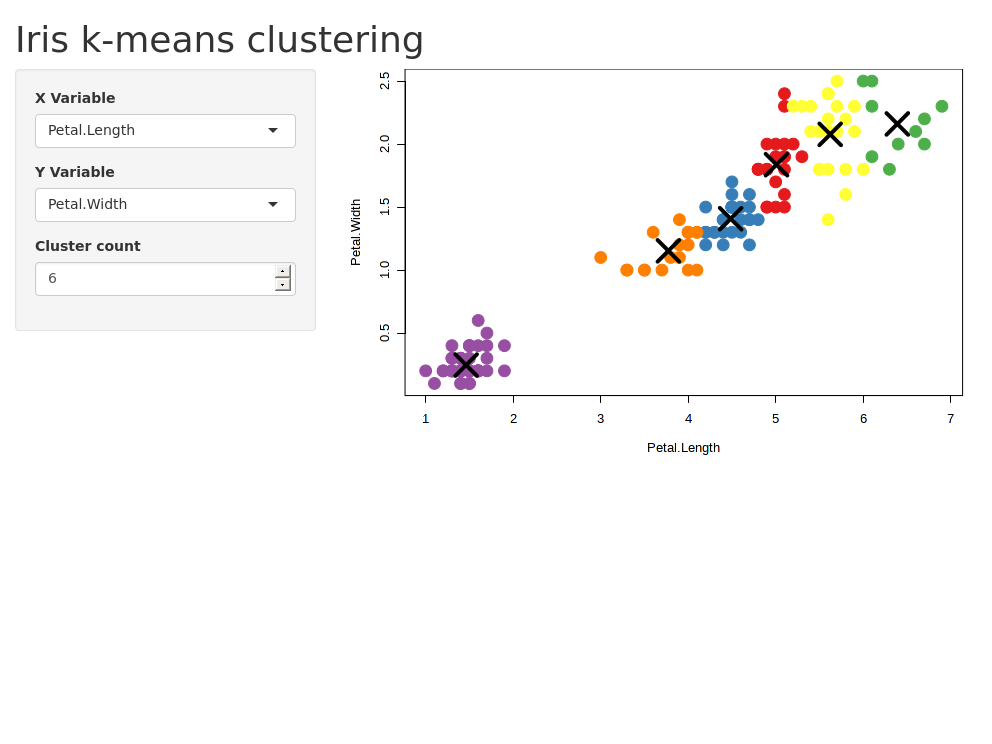 Iris k-means clustering
X Variable
Petal.Length
Y Variable
Petal.Width
Cluster count
6
Petal.Width
2.5
2.0
1.5
1.0
0.5
1 2 3 4 5 6 7
Petal.Length